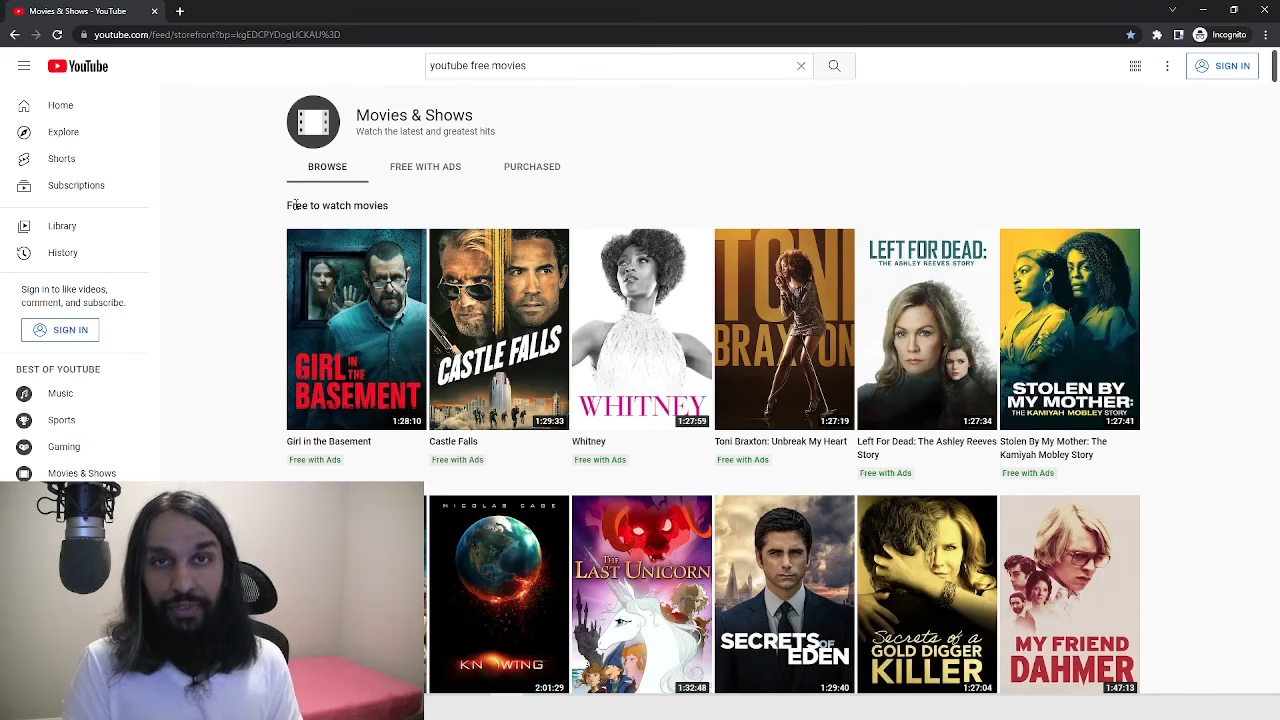 Movies & Shows - YouTube
youtube.com/feed/storefront?bp=kgEDCPYDogUCKAU%3D
Incognito
YouTube
youtube free movies
SIGN IN
Home
Explore
Shorts
Subscriptions
Library
History
Sign in to like videos,
comment, and subscribe.
SIGN IN
BEST OF YOUTUBE
Music
Sports
Gaming
Movies & Shows
Movies & Shows
Watch the latest and greatest hits
BROWSE
FREE WITH ADS
PURCHASED
Free to watch movies
GIRL IN THE BASEMENT
1:28:10
Girl in the Basement
Free with Ads
CASTLE FALLS
1:29:33
Castle Falls
Free with Ads
WHITNEY
1:27:59
Whitney
Free with Ads
TONI
BRAXTON
1:27:19
Toni Braxton: Unbreak My Heart
Free with Ads
LEFT FOR DEAD:
THE ASHLEY REEVES STORY
1:27:34
Left For Dead: The Ashley Reeves
Story
Free with Ads
STOLEN BY
MY MOTHER:
THE KAMIYAH MOBLEY STORY
1:27:41
Stolen By My Mother: The
Kamiyah Mobley Story
Free with Ads
NICOLAS CAGE
KNOWING
2:01:29
THE
LAST UNICORN
1:32:48
SECRETS OF
EDEN
1:29:40
Secrets of a
GOLD DIGGER
KILLER
1:27:04
MY FRIEND
DAHMER
1:47:13